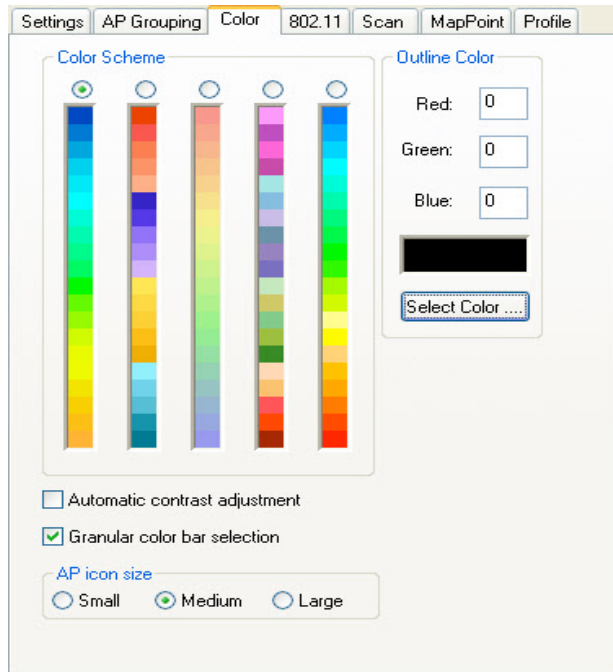 Settings AP Grouping Color 802.11 Scan MapPoint Profile
Color Scheme
Outline Color
Red: 0
Green: 0
Blue: 0
Select Color ....
Automatic contrast adjustment
Granular color bar selection
AP icon size
Small Medium Large